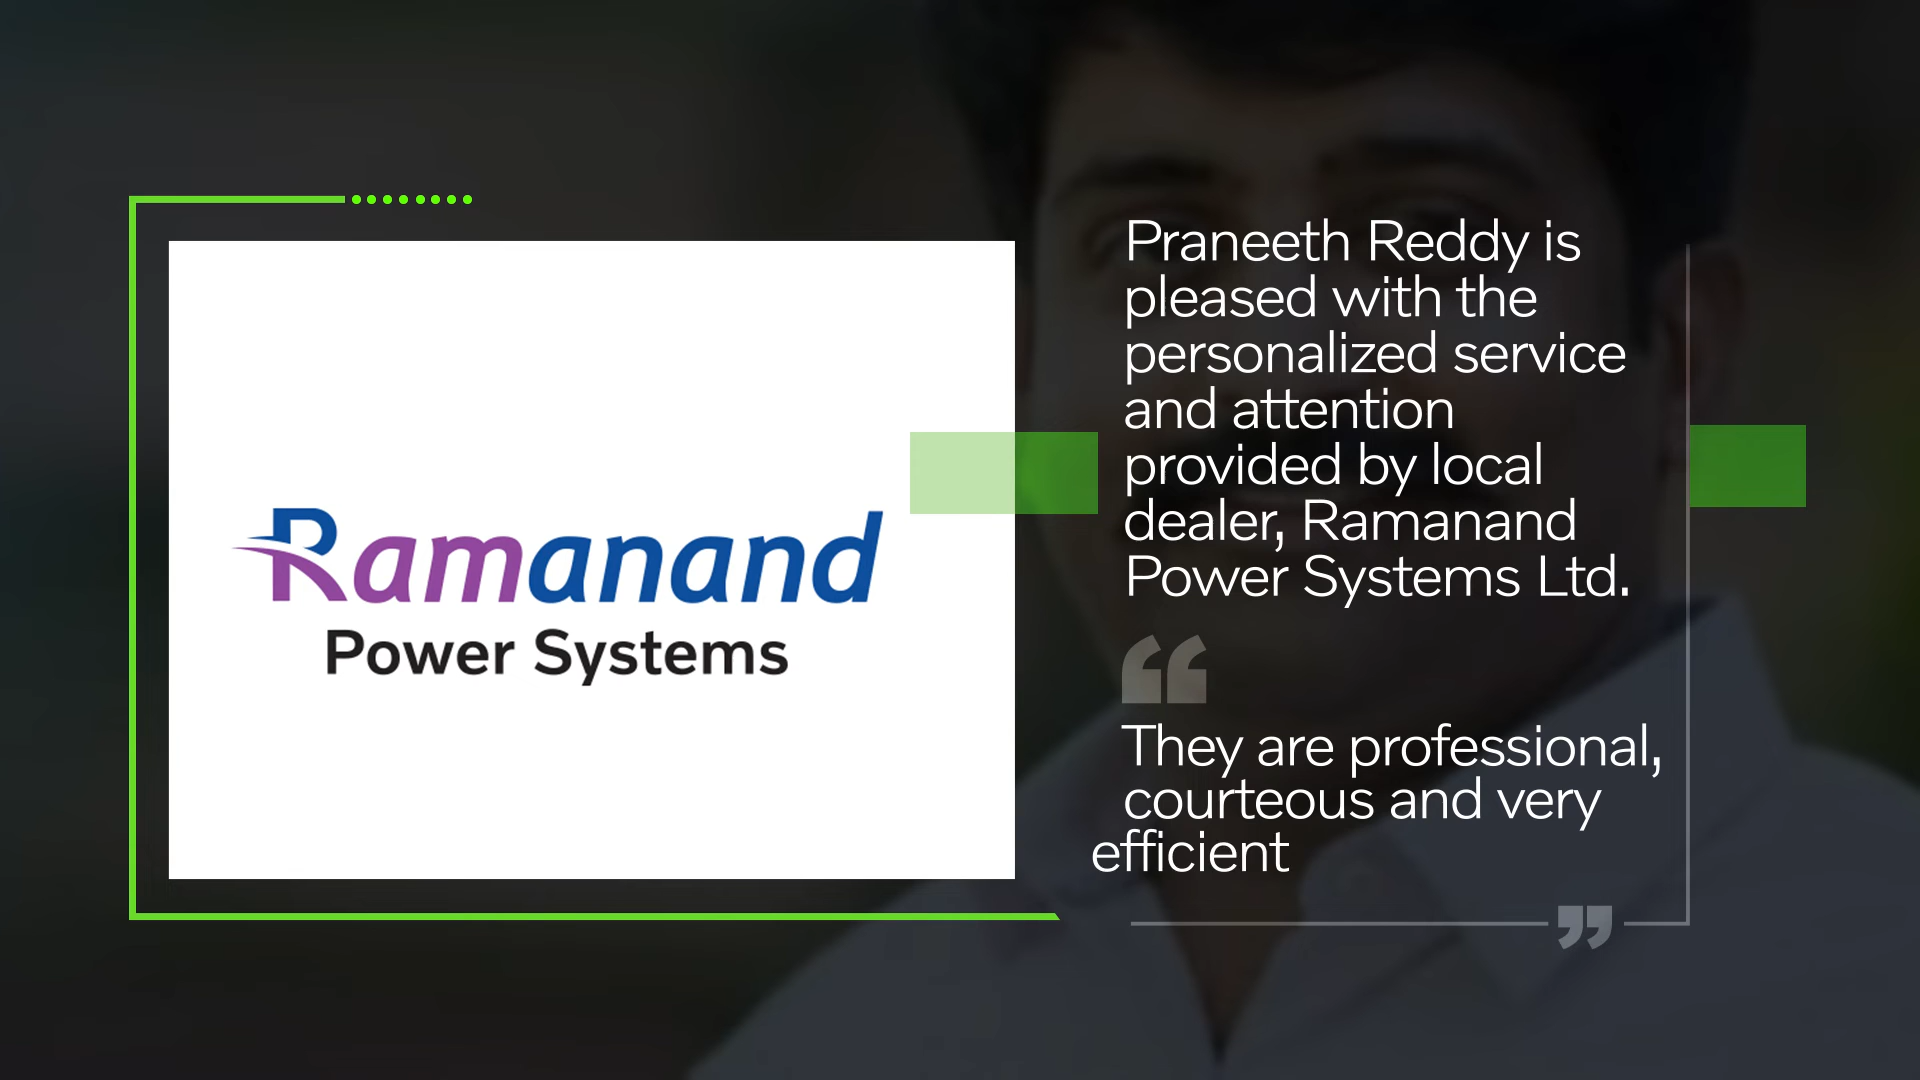 Ramanand
Power Systems
Praneeth Reddy is
pleased with the
personalized service
and attention
provided by local
dealer, Ramanand
Power Systems Ltd.
“
They are professional,
courteous and very
efficient
”